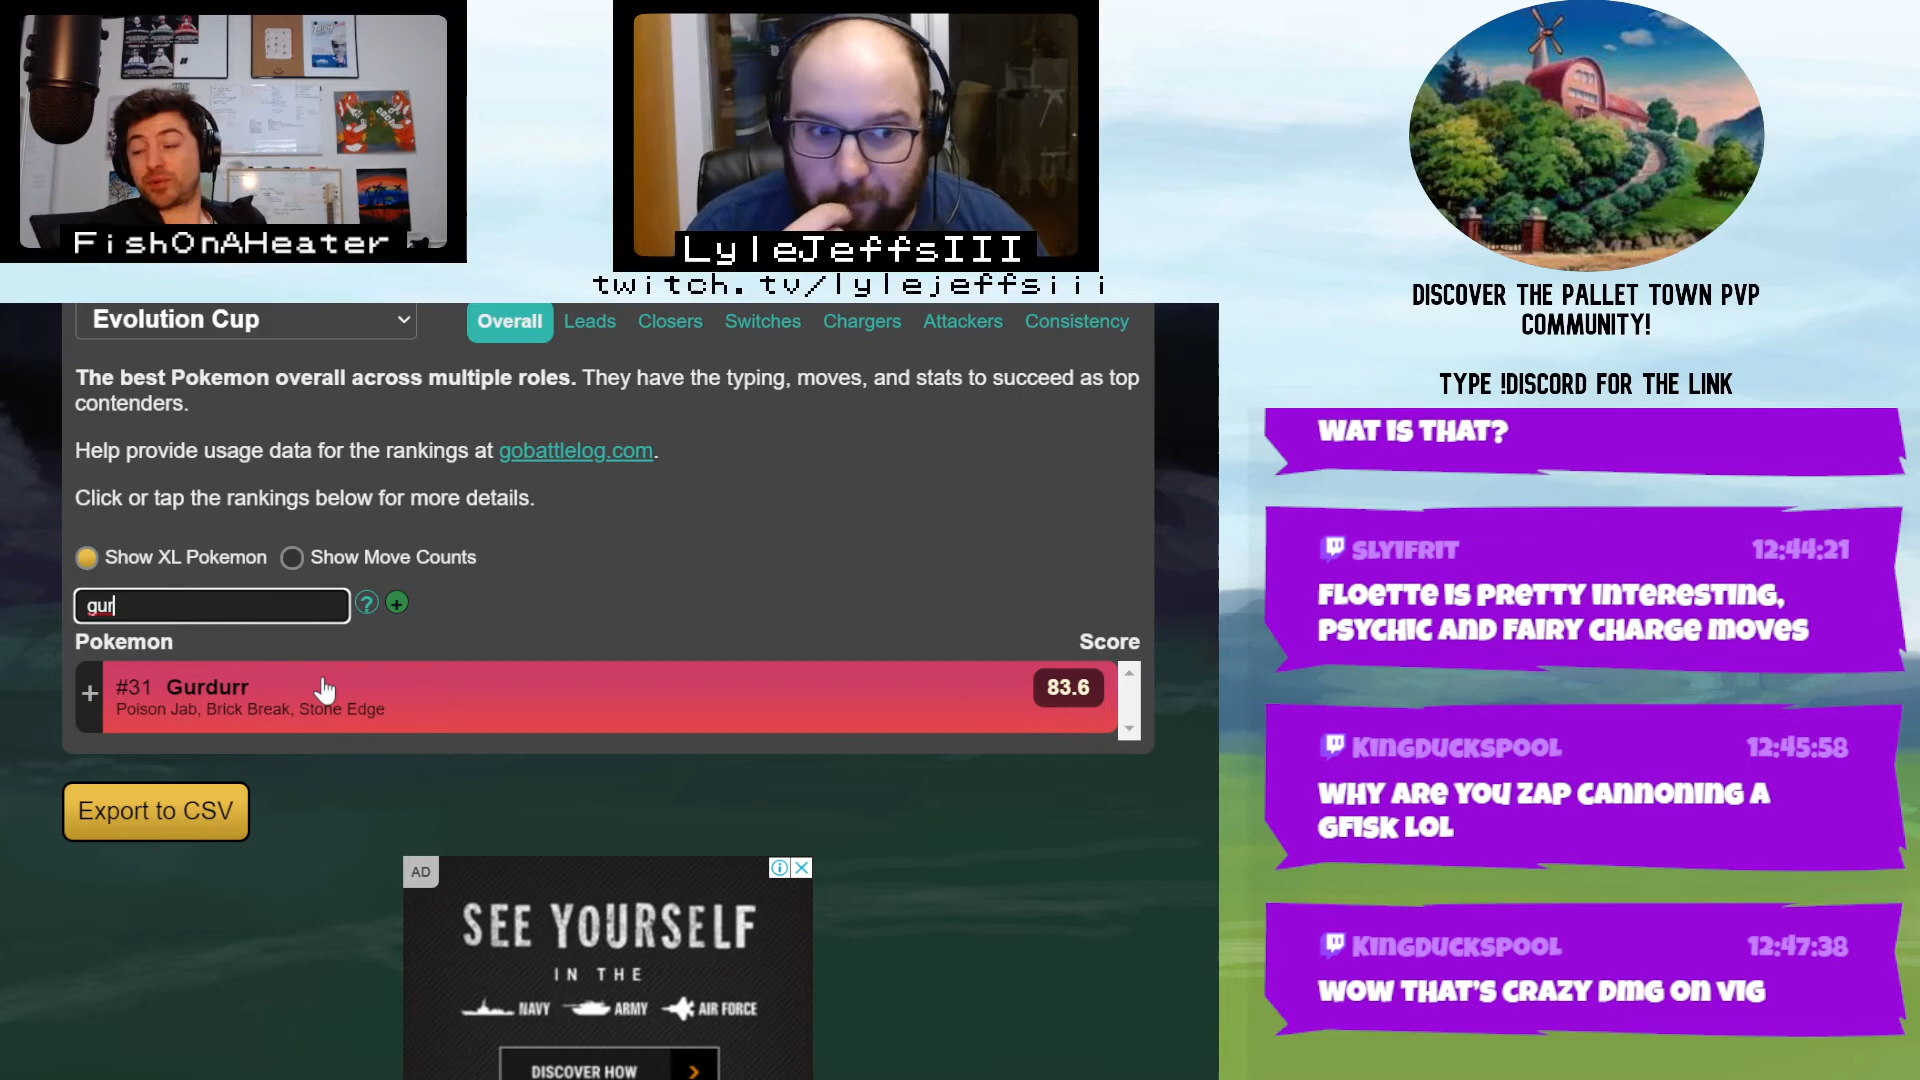 FishOnAHeater
LyleJeffsIII
twitch.tv/lylejeffsiii
DISCOVER THE PALLET TOWN PVP
COMMUNITY!
TYPE !DISCORD FOR THE LINK
Evolution Cup
Overall
Leads
Closers
Switches
Chargers
Attackers
Consistency
The best Pokemon overall across multiple roles. They have the typing, moves, and stats to succeed as top
contenders.
Help provide usage data for the rankings at gobattlelog.com.
Click or tap the rankings below for more details.
Show XL Pokemon
Show Move Counts
gur
?
+
Pokemon
Score
+
#31 Gurdurr
83.6
Poison Jab, Brick Break, Stone Edge
Export to CSV
AD
SEE YOURSELF
IN THE
NAVY
ARMY
AIR FORCE
DISCOVER HOW
WAT IS THAT?
SLYIFRIT
12:44:21
FLOETTE IS PRETTY INTERESTING,
PSYCHIC AND FAIRY CHARGE MOVES
KINGDUCKSPOOL
12:45:58
WHY ARE YOU ZAP CANNONING A
GFISK LOL
KINGDUCKSPOOL
12:47:38
WOW THAT'S CRAZY DMG ON VIG